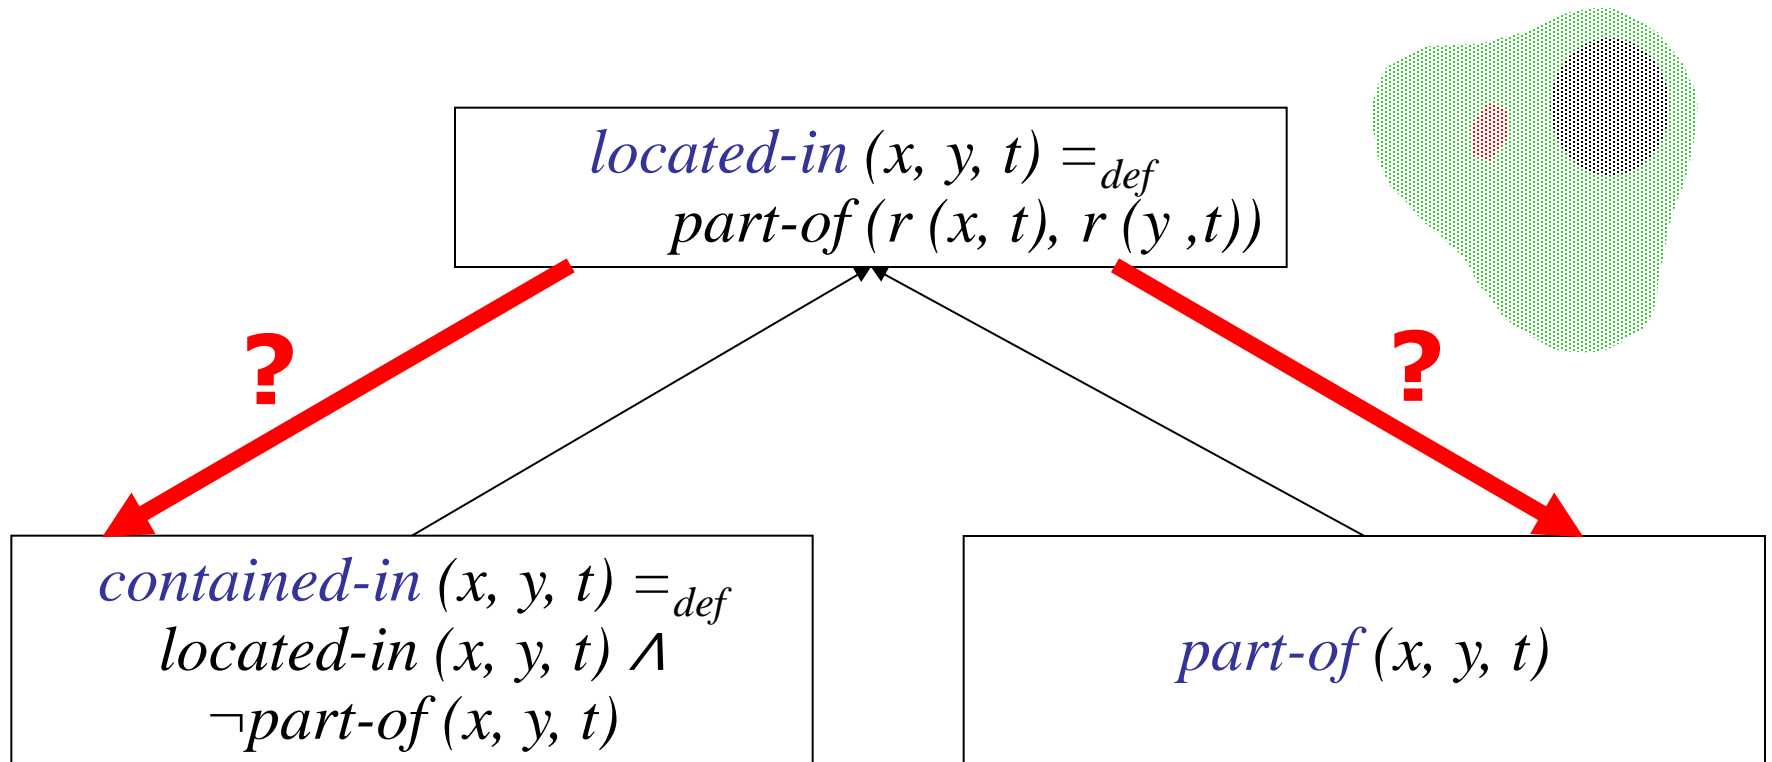 located-in (x, y, t) =def
part-of (r (x, t), r (y ,t))
?
?
contained-in (x, y, t) =def
located-in (x, y, t) ∧
¬part-of (x, y, t)
part-of (x, y, t)